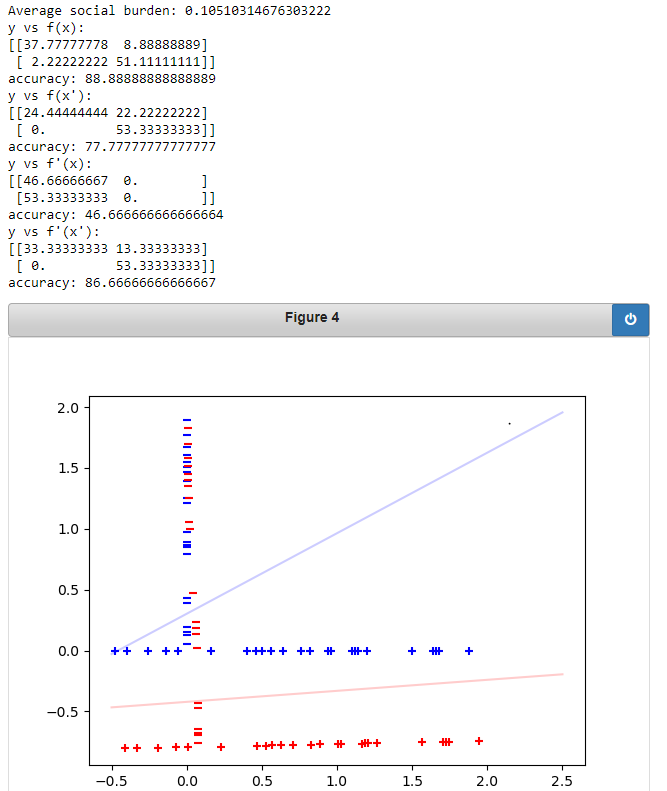 Average social burden: 0.10510314676303222
y vs f(x):
[[37.77777778  8.88888889]
 [ 2.22222222 51.11111111]]
accuracy: 88.88888888888889
y vs f(x'):
[[24.44444444 22.22222222]
 [ 0.         53.33333333]]
accuracy: 77.77777777777777
y vs f'(x):
[[46.66666667  0.        ]
 [53.33333333  0.        ]]
accuracy: 46.666666666666664
y vs f'(x'):
[[33.33333333 13.33333333]
 [ 0.         53.33333333]]
accuracy: 86.66666666666667
Figure 4
2.0
1.5
1.0
0.5
0.0
−0.5
−0.5 0.0 0.5 1.0 1.5 2.0 2.5